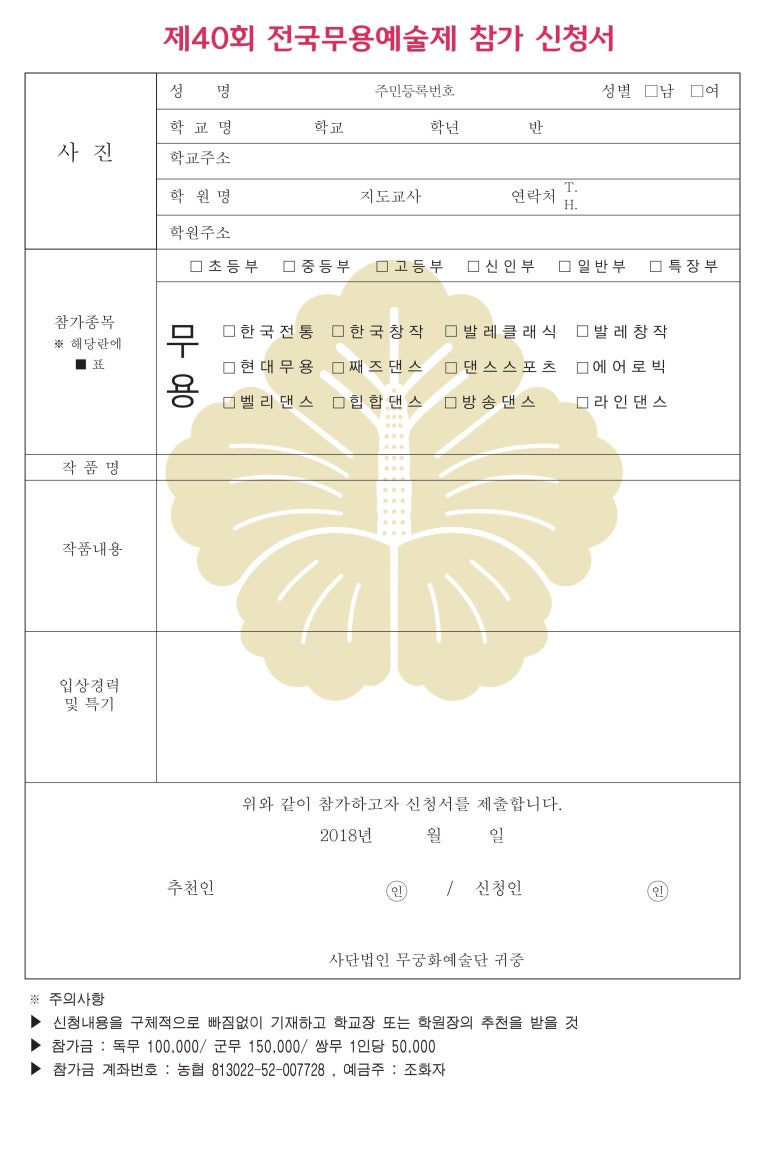 제40회 전국무용예술제 참가 신청서
사 진
성 명 주민등록번호 성별 □남 □여
학 교 명 학교 학년 반
학교주소
학 원 명 지도교사 연락처 T.
H.
학원주소
참가종목
※ 해당란에
■ 표
□ 초등부 □ 중등부 □ 고등부 □ 신인부 □ 일반부 □ 특장부
무용
□ 한국전통 □ 한국창작 □ 발레클래식 □ 발레창작
□ 현대무용 □ 째즈댄스 □ 댄스스포츠 □ 에어로빅
□ 벨리댄스 □ 힙합댄스 □ 방송댄스 □ 라인댄스
작 품 명
작품내용
입상경력
및 특기
위와 같이 참가하고자 신청서를 제출합니다.
2018년 월 일
추천인 ㊞ / 신청인 ㊞
사단법인 무궁화예술단 귀중
※ 주의사항
▶ 신청내용을 구체적으로 빠짐없이 기재하고 학교장 또는 학원장의 추천을 받을 것
▶ 참가금 : 독무 100,000/ 군무 150,000/ 쌍무 1인당 50,000
▶ 참가금 계좌번호 : 농협 813022-52-007728 , 예금주 : 조화자